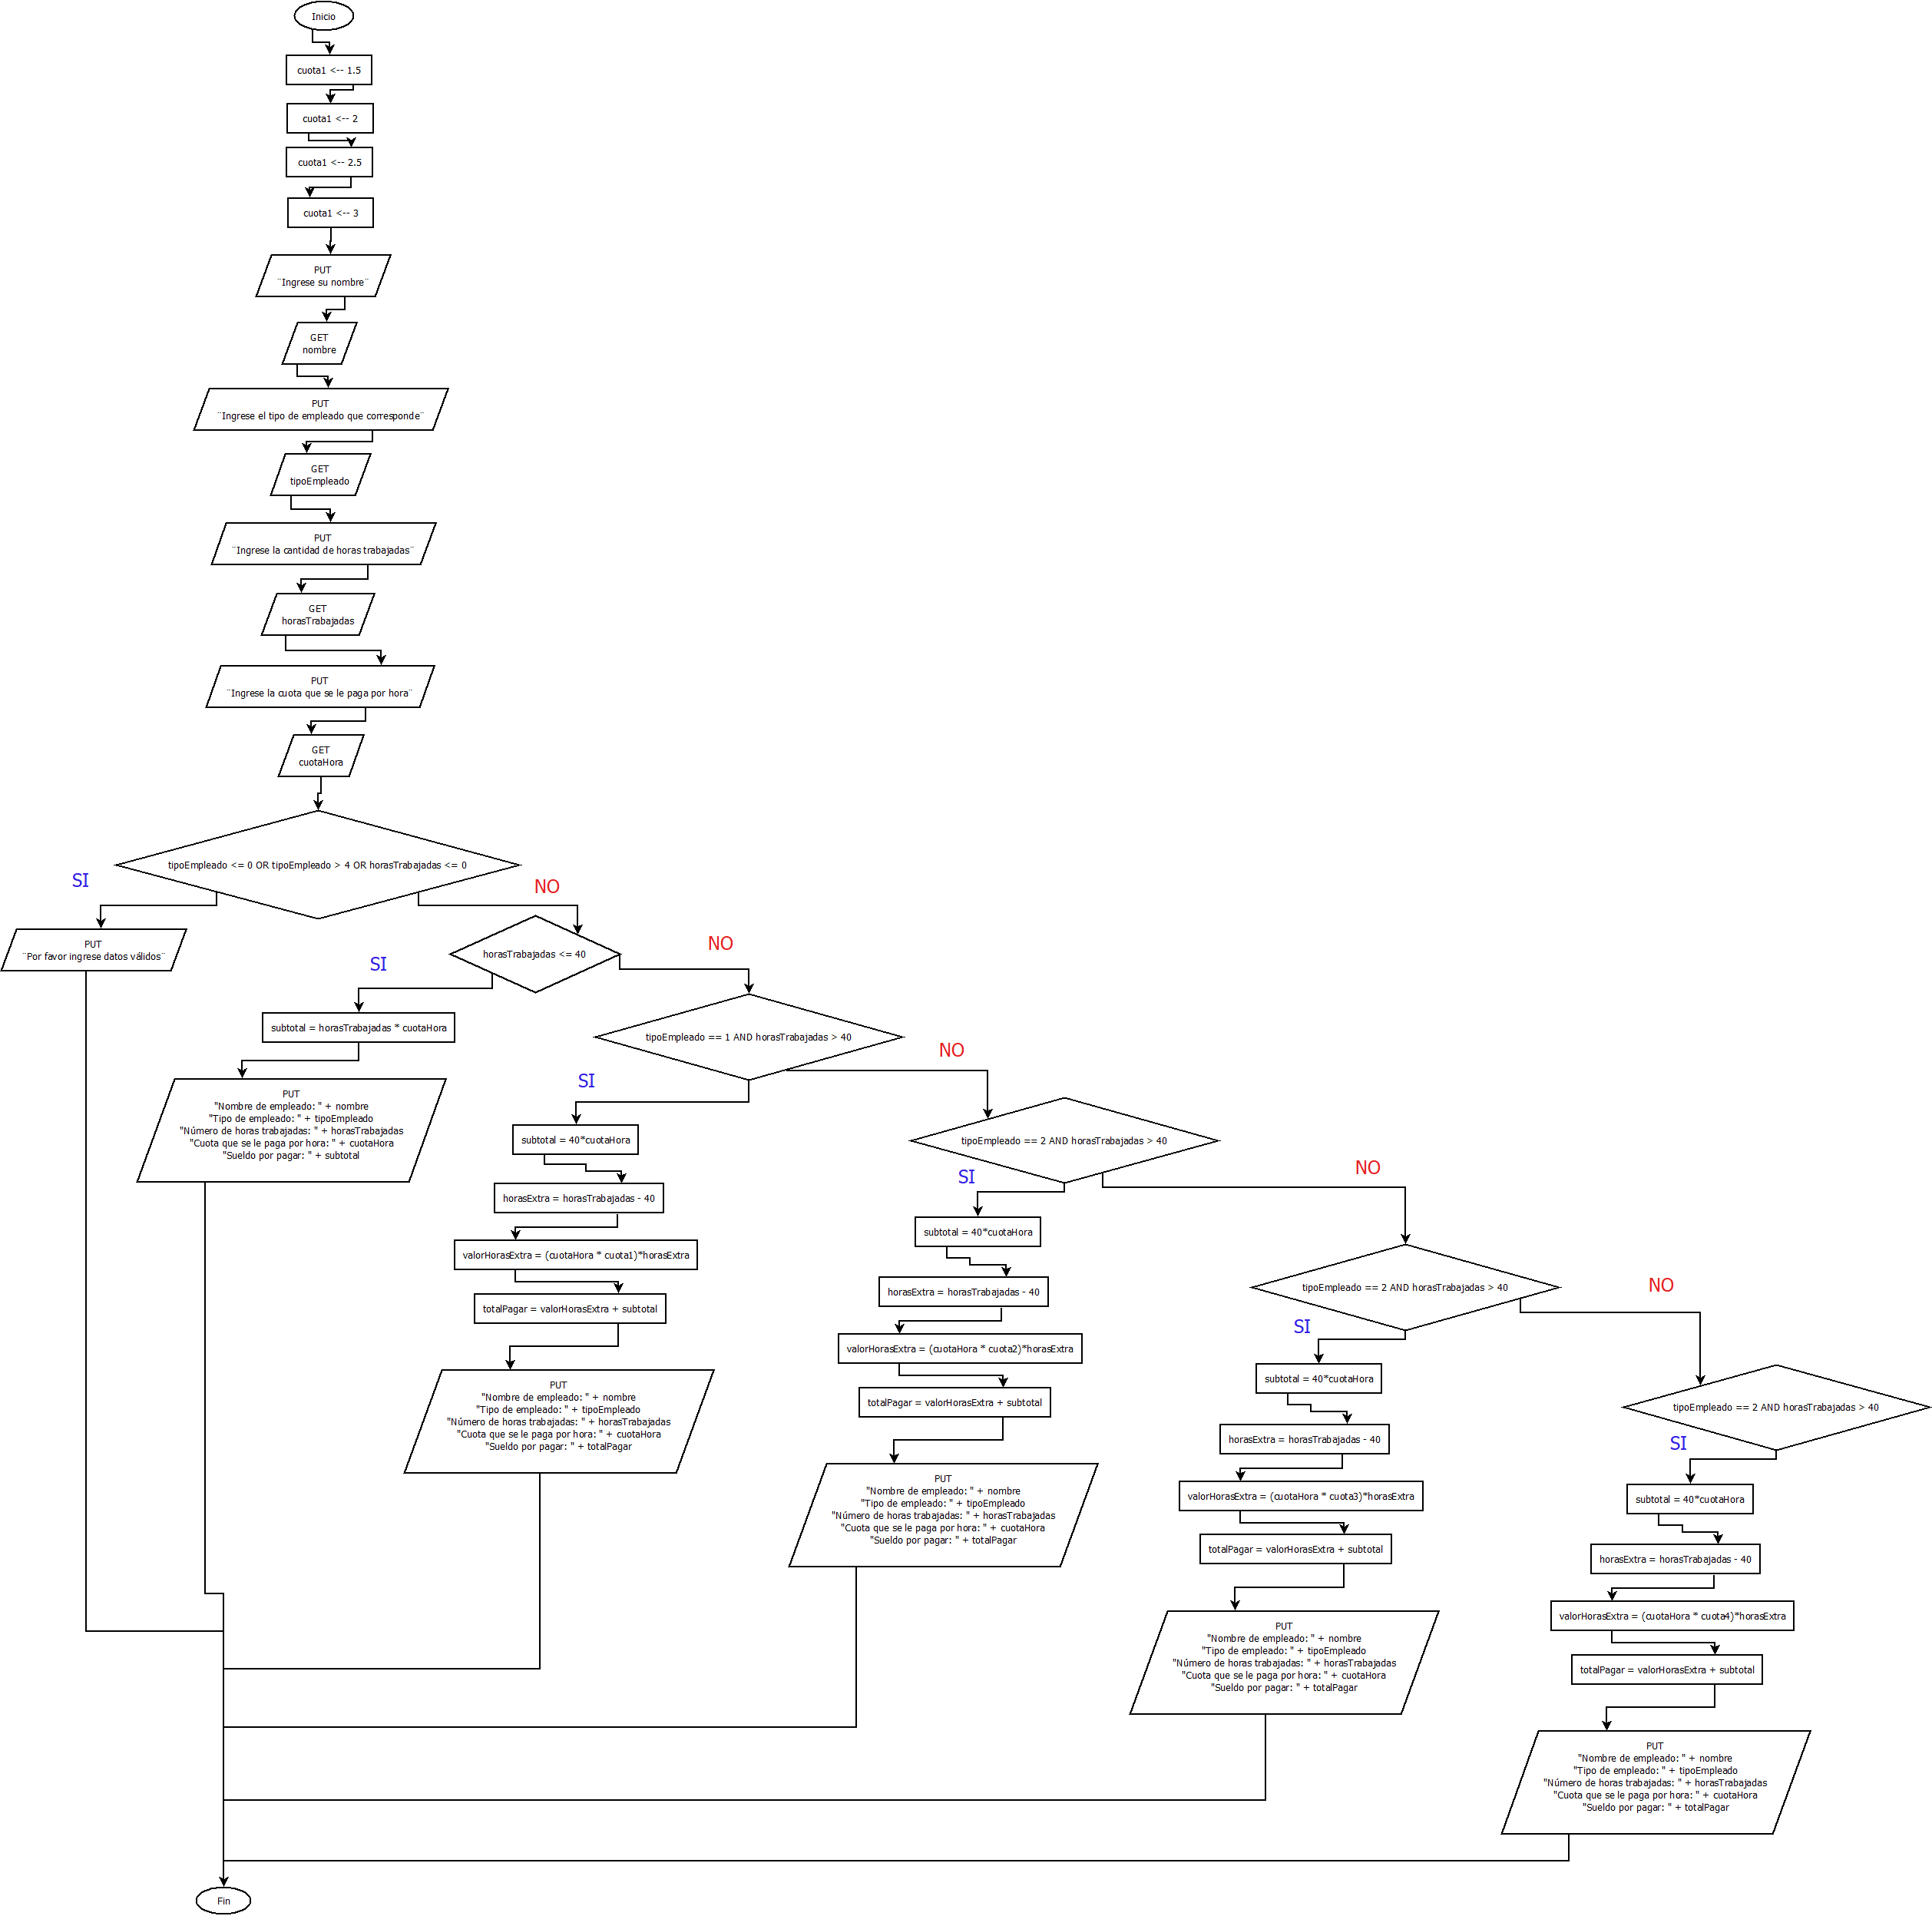 Inicio
cuota1 <-- 1.5
cuota1 <-- 2
cuota1 <-- 2.5
cuota1 <-- 3
PUT
¨Ingrese su nombre¨
GET
nombre
PUT
¨Ingrese el tipo de empleado que corresponde¨
GET
tipoEmpleado
PUT
¨Ingrese la cantidad de horas trabajadas¨
GET
horasTrabajadas
PUT
¨Ingrese la cuota que se le paga por hora¨
GET
cuotaHora
tipoEmpleado <= 0 OR tipoEmpleado > 4 OR horasTrabajadas <= 0
SI
NO
PUT
¨Por favor ingrese datos válidos¨
horasTrabajadas <= 40
SI
NO
subtotal = horasTrabajadas * cuotaHora
PUT
"Nombre de empleado: " + nombre
"Tipo de empleado: " + tipoEmpleado
"Número de horas trabajadas: " + horasTrabajadas
"Cuota que se le paga por hora: " + cuotaHora
"Sueldo por pagar: " + subtotal
tipoEmpleado == 1 AND horasTrabajadas > 40
SI
NO
subtotal = 40*cuotaHora
horasExtra = horasTrabajadas - 40
valorHorasExtra = (cuotaHora * cuota1)*horasExtra
totalPagar = valorHorasExtra + subtotal
PUT
"Nombre de empleado: " + nombre
"Tipo de empleado: " + tipoEmpleado
"Número de horas trabajadas: " + horasTrabajadas
"Cuota que se le paga por hora: " + cuotaHora
"Sueldo por pagar: " + totalPagar
tipoEmpleado == 2 AND horasTrabajadas > 40
SI
NO
subtotal = 40*cuotaHora
horasExtra = horasTrabajadas - 40
valorHorasExtra = (cuotaHora * cuota2)*horasExtra
totalPagar = valorHorasExtra + subtotal
PUT
"Nombre de empleado: " + nombre
"Tipo de empleado: " + tipoEmpleado
"Número de horas trabajadas: " + horasTrabajadas
"Cuota que se le paga por hora: " + cuotaHora
"Sueldo por pagar: " + totalPagar
tipoEmpleado == 2 AND horasTrabajadas > 40
SI
NO
subtotal = 40*cuotaHora
horasExtra = horasTrabajadas - 40
valorHorasExtra = (cuotaHora * cuota3)*horasExtra
totalPagar = valorHorasExtra + subtotal
PUT
"Nombre de empleado: " + nombre
"Tipo de empleado: " + tipoEmpleado
"Número de horas trabajadas: " + horasTrabajadas
"Cuota que se le paga por hora: " + cuotaHora
"Sueldo por pagar: " + totalPagar
tipoEmpleado == 2 AND horasTrabajadas > 40
SI
subtotal = 40*cuotaHora
horasExtra = horasTrabajadas - 40
valorHorasExtra = (cuotaHora * cuota4)*horasExtra
totalPagar = valorHorasExtra + subtotal
PUT
"Nombre de empleado: " + nombre
"Tipo de empleado: " + tipoEmpleado
"Número de horas trabajadas: " + horasTrabajadas
"Cuota que se le paga por hora: " + cuotaHora
"Sueldo por pagar: " + totalPagar
Fin